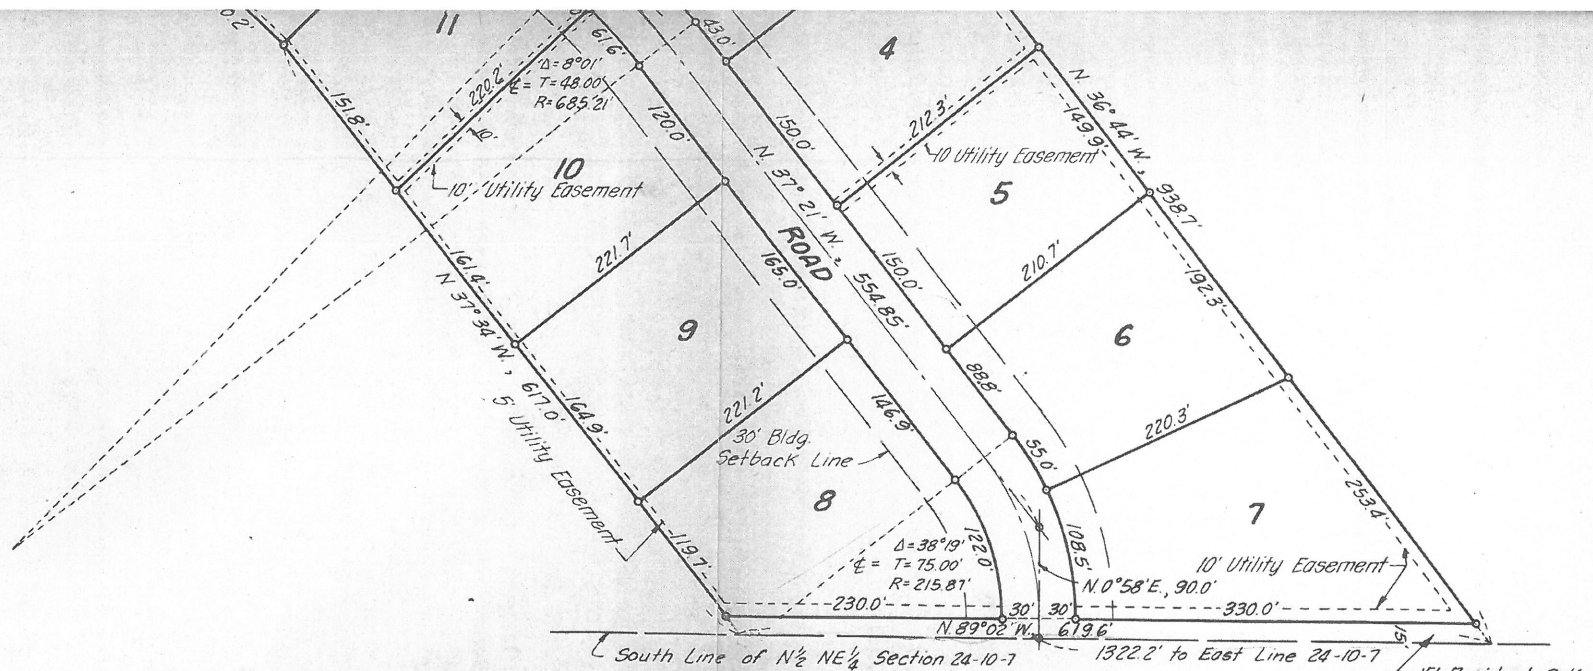 11
4
61.6'
43.0'
Δ=8°01'
℄= T=48.00'
R=685.21'
220.2'
10'
151.8'
120.0'
150.0'
212.3'
N. 36°44' W., 938.7'
149.9'
10 Utility Easement
10
10' Utility Easement
5
N. 37°21' W., 554.85'
ROAD
221.7'
165.0'
150.0'
210.7'
192.3'
161.4'
N 37°34' W., 617.0'
9
6
88.8'
221.2'
146.9'
164.9'
5' Utility Easement
30' Bldg.
Setback Line
55.0'
220.3'
8
7
253.4'
119.7'
122.0'
108.5'
Δ=38°19'
℄= T=75.00'
R=215.87'
10' Utility Easement
N. 0°58' E., 90.0'
230.0'
30'
30'
330.0'
N. 89°02' W. 679.6'
15'
South Line of N½ NE¼ Section 24-10-7
1322.2' to East Line 24-10-7